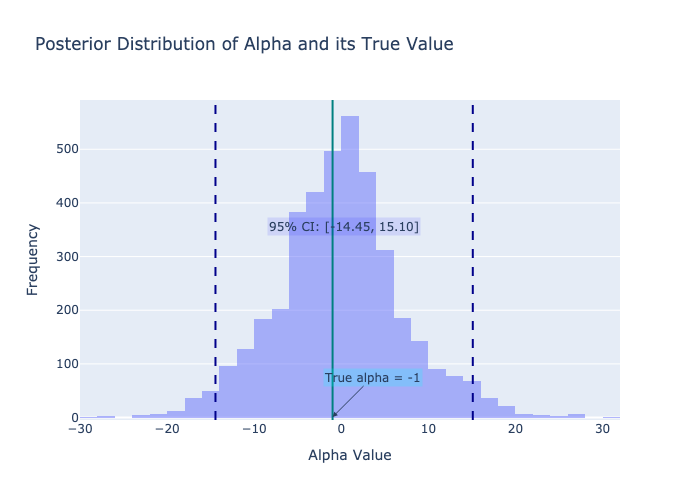 Posterior Distribution of Alpha and its True Value
Frequency
500
400
300
200
100
0
95% CI: [-14.45, 15.10]
True alpha = -1
−30
−20
−10
0
10
20
30
Alpha Value